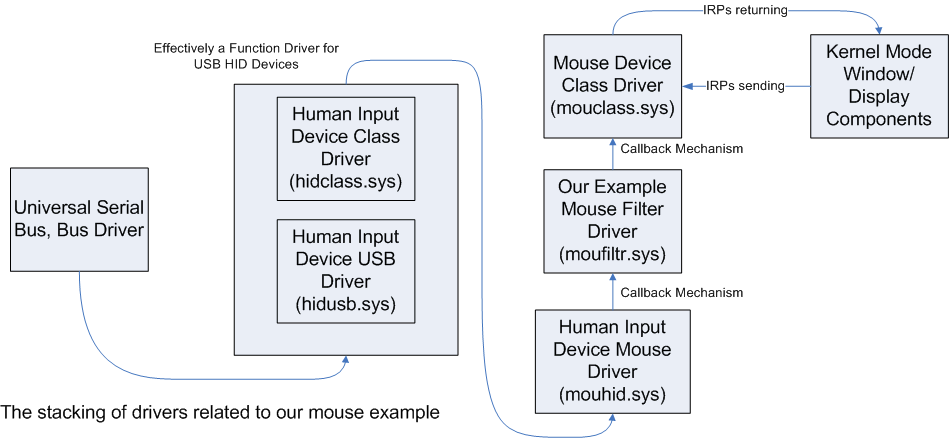 Effectively a Function Driver for
USB HID Devices
Human Input
Device Class
Driver
(hidclass.sys)
Human Input
Device USB
Driver
(hidusb.sys)
Universal Serial
Bus, Bus Driver
IRPs returning
Mouse Device
Class Driver
(mouclass.sys)
IRPs sending
Kernel Mode
Window/
Display
Components
Callback Mechanism
Our Example
Mouse Filter
Driver
(moufiltr.sys)
Callback Mechanism
Human Input
Device Mouse
Driver
(mouhid.sys)
The stacking of drivers related to our mouse example